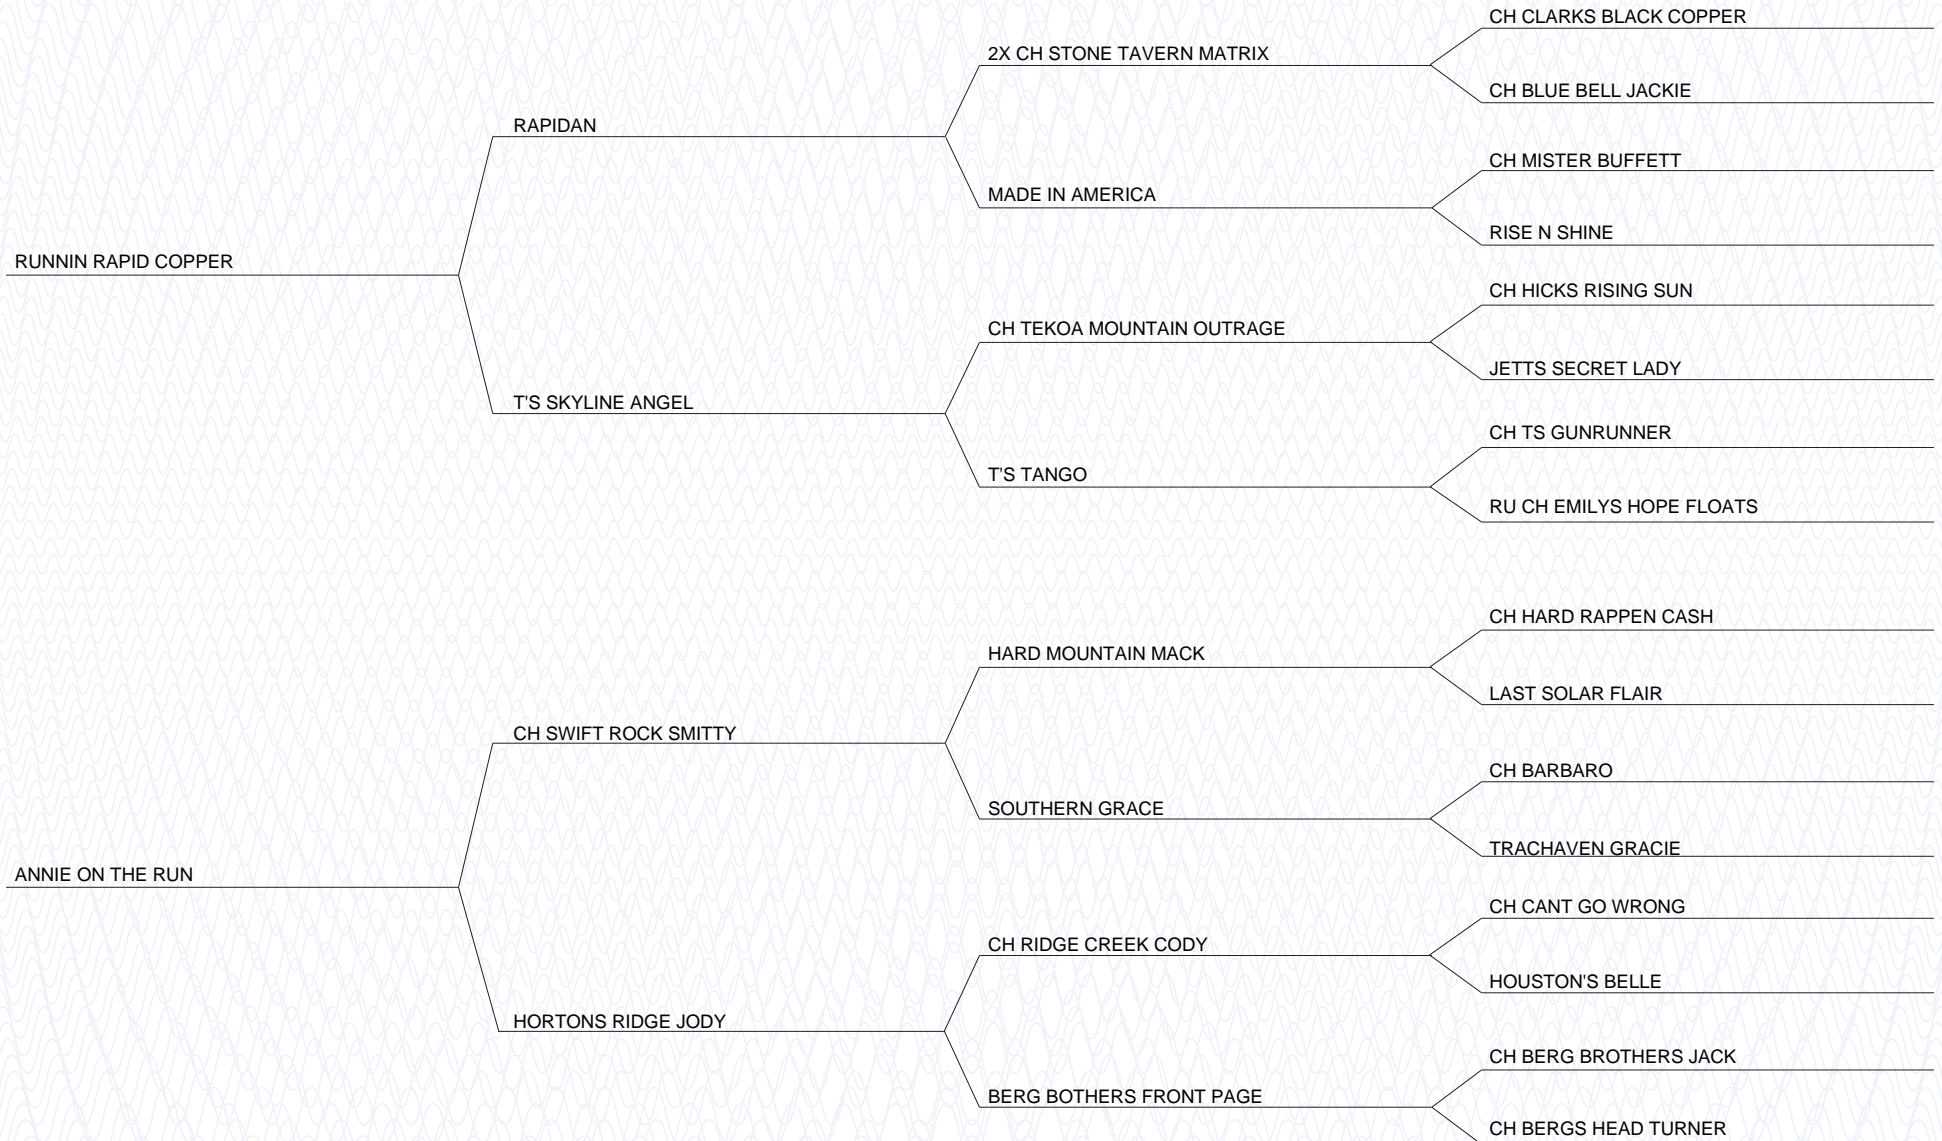 CH CLARKS BLACK COPPER
2X CH STONE TAVERN MATRIX
CH BLUE BELL JACKIE
RAPIDAN
CH MISTER BUFFETT
MADE IN AMERICA
RISE N SHINE
RUNNIN RAPID COPPER
CH HICKS RISING SUN
CH TEKOA MOUNTAIN OUTRAGE
JETTS SECRET LADY
T'S SKYLINE ANGEL
CH TS GUNRUNNER
T'S TANGO
RU CH EMILYS HOPE FLOATS
CH HARD RAPPEN CASH
HARD MOUNTAIN MACK
LAST SOLAR FLAIR
CH SWIFT ROCK SMITTY
CH BARBARO
SOUTHERN GRACE
TRACHAVEN GRACIE
ANNIE ON THE RUN
CH CANT GO WRONG
CH RIDGE CREEK CODY
HOUSTON'S BELLE
HORTONS RIDGE JODY
CH BERG BROTHERS JACK
BERG BOTHERS FRONT PAGE
CH BERGS HEAD TURNER